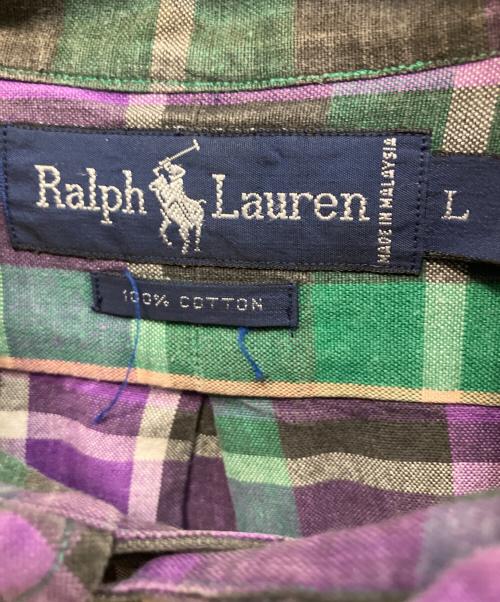 Ralph Lauren
MADE IN MALAYSIA
L
100% COTTON